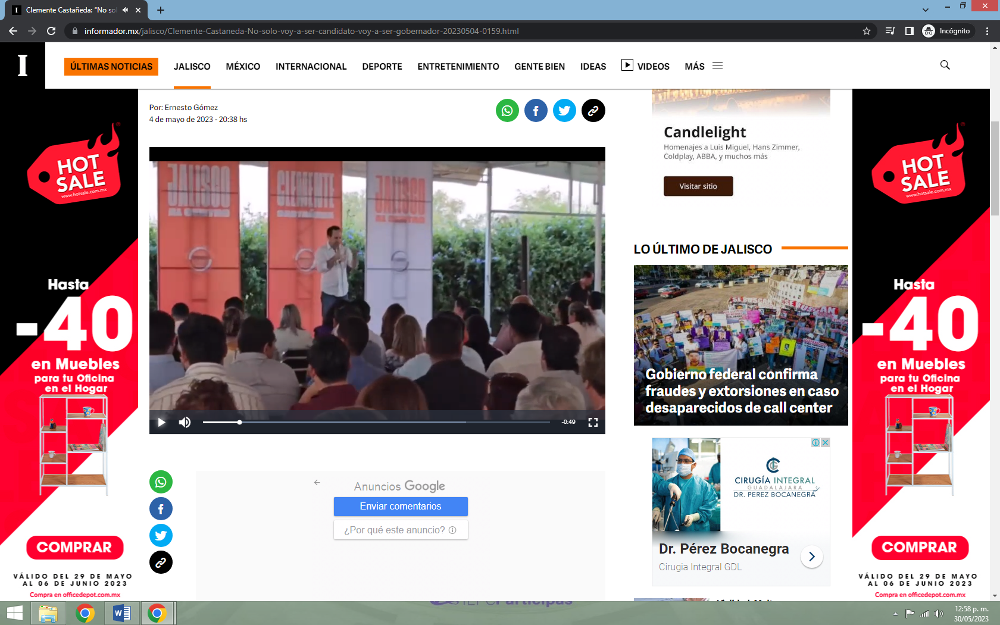 Clemente Castañeda: "No sol
informador.mx/jalisco/Clemente-Castaneda-No-solo-voy-a-ser-candidato-voy-a-ser-gobernador-20230504-0159.html
Incógnito
I
ÚLTIMAS NOTICIAS
JALISCO
MÉXICO
INTERNACIONAL
DEPORTE
ENTRETENIMIENTO
GENTE BIEN
IDEAS
VIDEOS
MÁS
Por: Ernesto Gómez
4 de mayo de 2023 - 20:38 hs
JALISCO
CLEMENTE
JALISCO
-0:49
Anuncios Google
Enviar comentarios
¿Por qué este anuncio?
Candlelight
Homenajes a Luis Miguel, Hans Zimmer,
Coldplay, ABBA, y muchos más
Visitar sitio
LO ÚLTIMO DE JALISCO
Gobierno federal confirma
fraudes y extorsiones en caso
desaparecidos de call center
CIRUGÍA INTEGRAL
GUADALAJARA
DR. PEREZ BOCANEGRA
Dr. Pérez Bocanegra
Cirugia Integral GDL
HOT
SALE
www.hotsale.com.mx
Hasta
-40
en Muebles
para tu Oficina
en el Hogar
COMPRAR
VÁLIDO DEL 29 DE MAYO
AL 06 DE JUNIO 2023
Compra en officedepot.com.mx
HOT
SALE
www.hotsale.com.mx
Hasta
-40
en Muebles
para tu Oficina
en el Hogar
COMPRAR
VÁLIDO DEL 29 DE MAYO
AL 06 DE JUNIO 2023
Compra en officedepot.com.mx
12:58 p. m.
30/05/2023